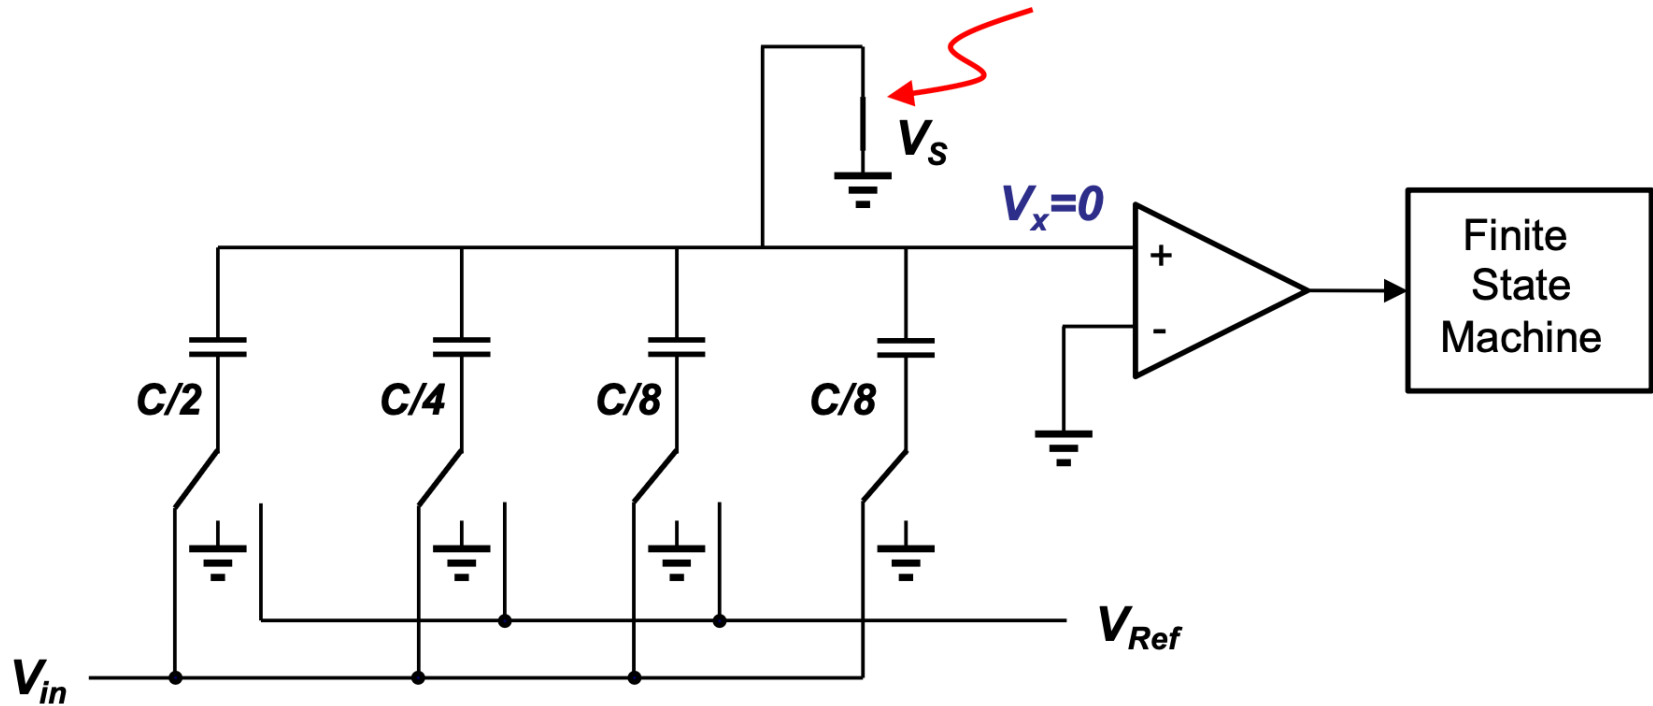 V_S
V_x=0
+
-
Finite
State
Machine
C/2
C/4
C/8
C/8
V_Ref
V_in